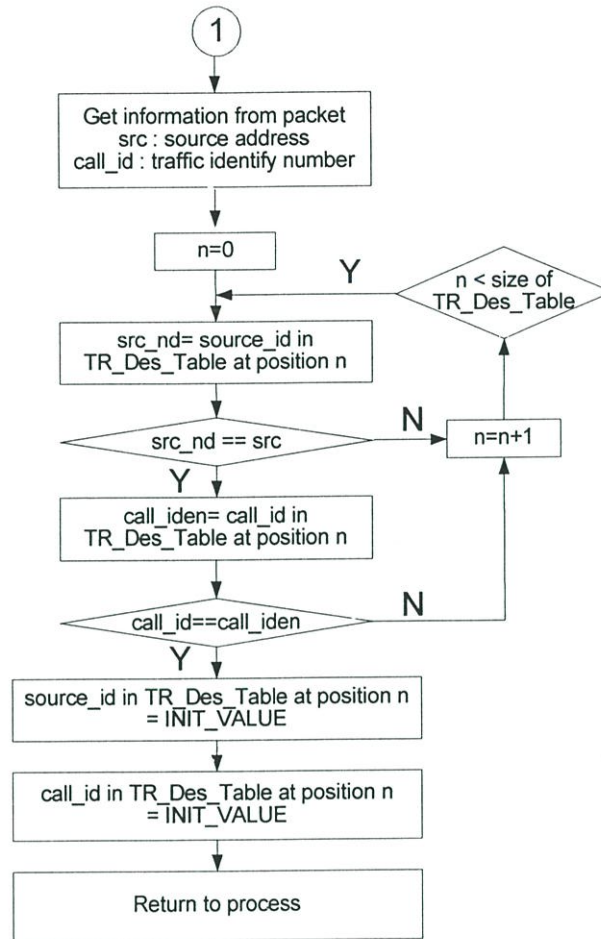 1
Get information from packet
src : source address
call_id : traffic identify number
n=0
Y
n < size of
TR_Des_Table
src_nd= source_id in
TR_Des_Table at position n
src_nd == src
N
n=n+1
Y
call_iden= call_id in
TR_Des_Table at position n
call_id==call_iden
N
Y
source_id in TR_Des_Table at position n
= INIT_VALUE
call_id in TR_Des_Table at position n
= INIT_VALUE
Return to process